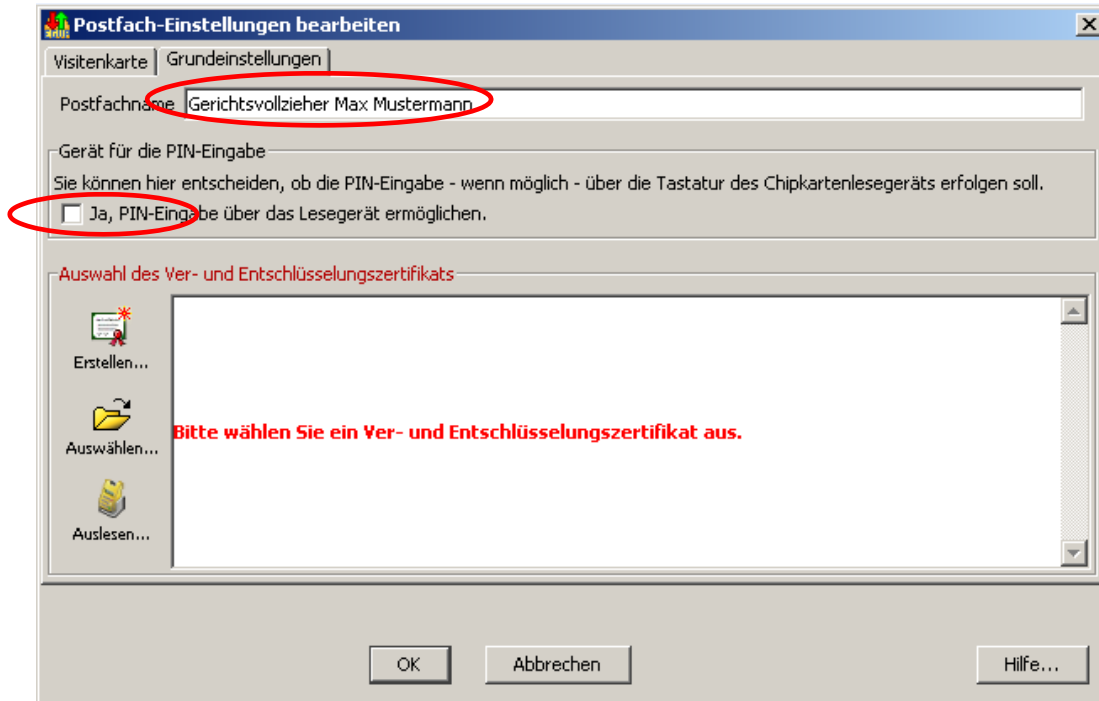 Postfach-Einstellungen bearbeiten
Visitenkarte
Grundeinstellungen
Postfachname Gerichtsvollzieher Max Mustermann
Gerät für die PIN-Eingabe
Sie können hier entscheiden, ob die PIN-Eingabe - wenn möglich - über die Tastatur des Chipkartenlesegeräts erfolgen soll.
Ja, PIN-Eingabe über das Lesegerät ermöglichen.
Auswahl des Ver- und Entschlüsselungszertifikats
Erstellen...
Auswählen...
Bitte wählen Sie ein Ver- und Entschlüsselungszertifikat aus.
Auslesen...
OK
Abbrechen
Hilfe...